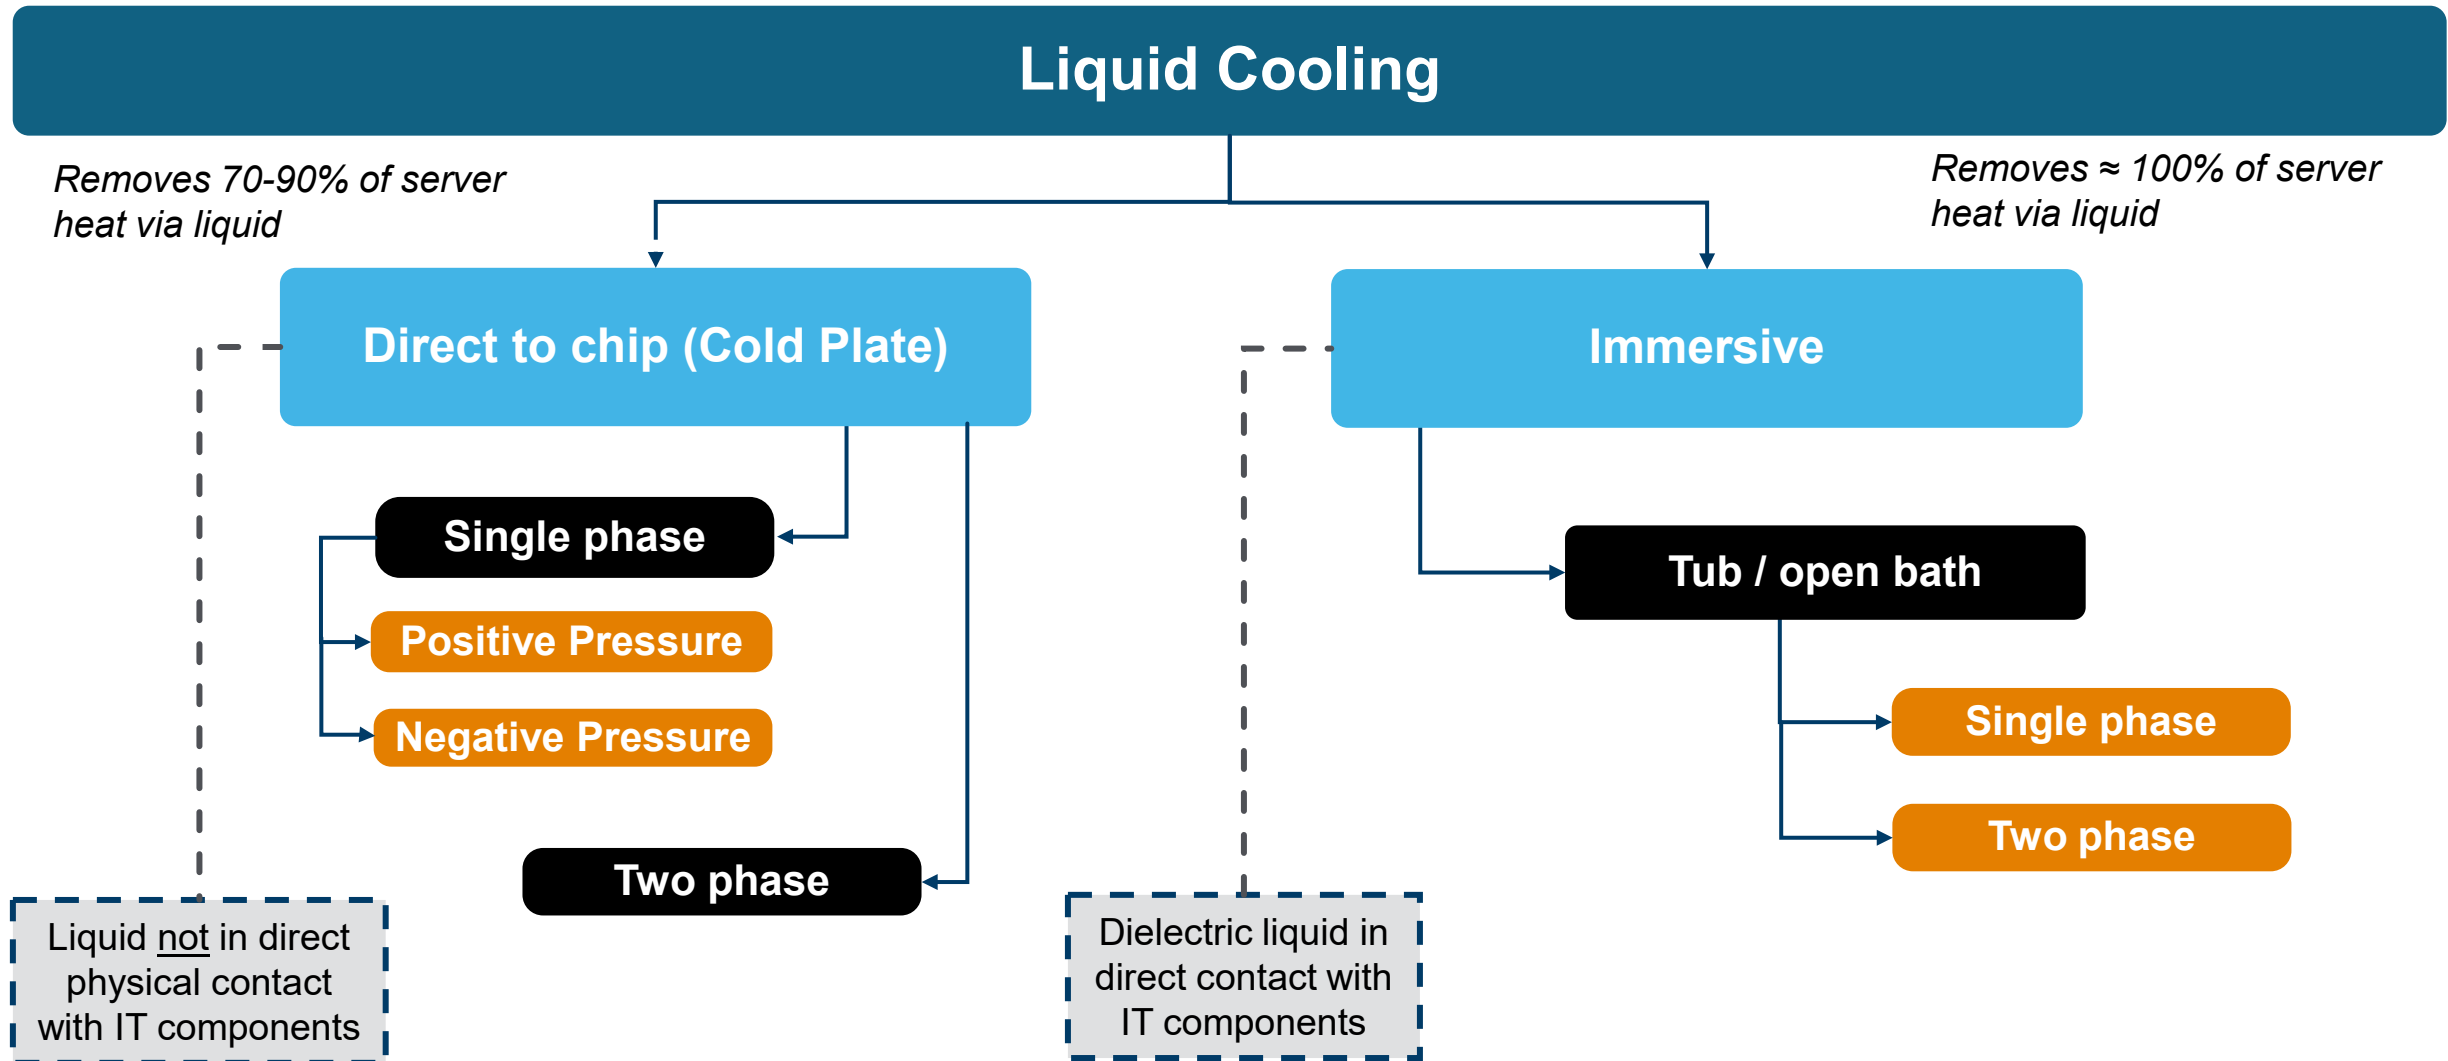 Liquid Cooling
Removes 70-90% of server
heat via liquid
Removes ≈ 100% of server
heat via liquid
Direct to chip (Cold Plate)
Immersive
Single phase
Positive Pressure
Negative Pressure
Two phase
Tub / open bath
Single phase
Two phase
Liquid not in direct
physical contact
with IT components
Dielectric liquid in
direct contact with
IT components